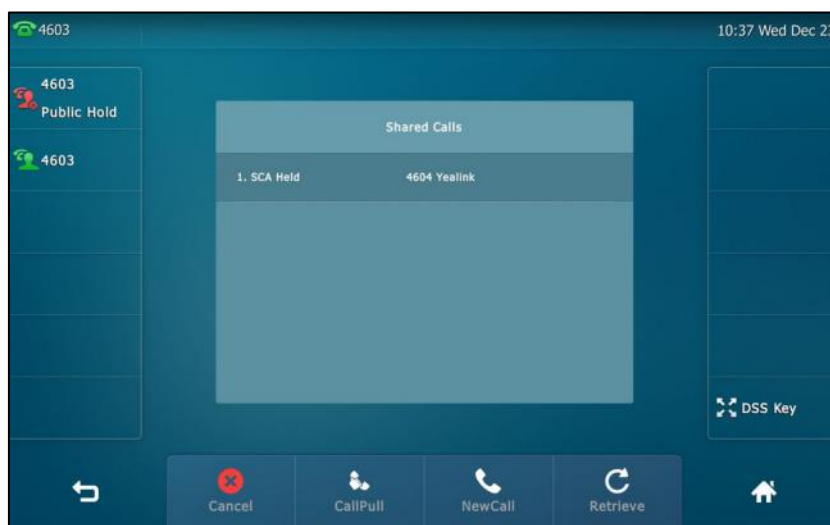 4603
10:37 Wed Dec 23
4603
Public Hold
4603
Shared Calls
1. SCA Held 4604 Yealink
DSS Key
Cancel CallPull NewCall Retrieve